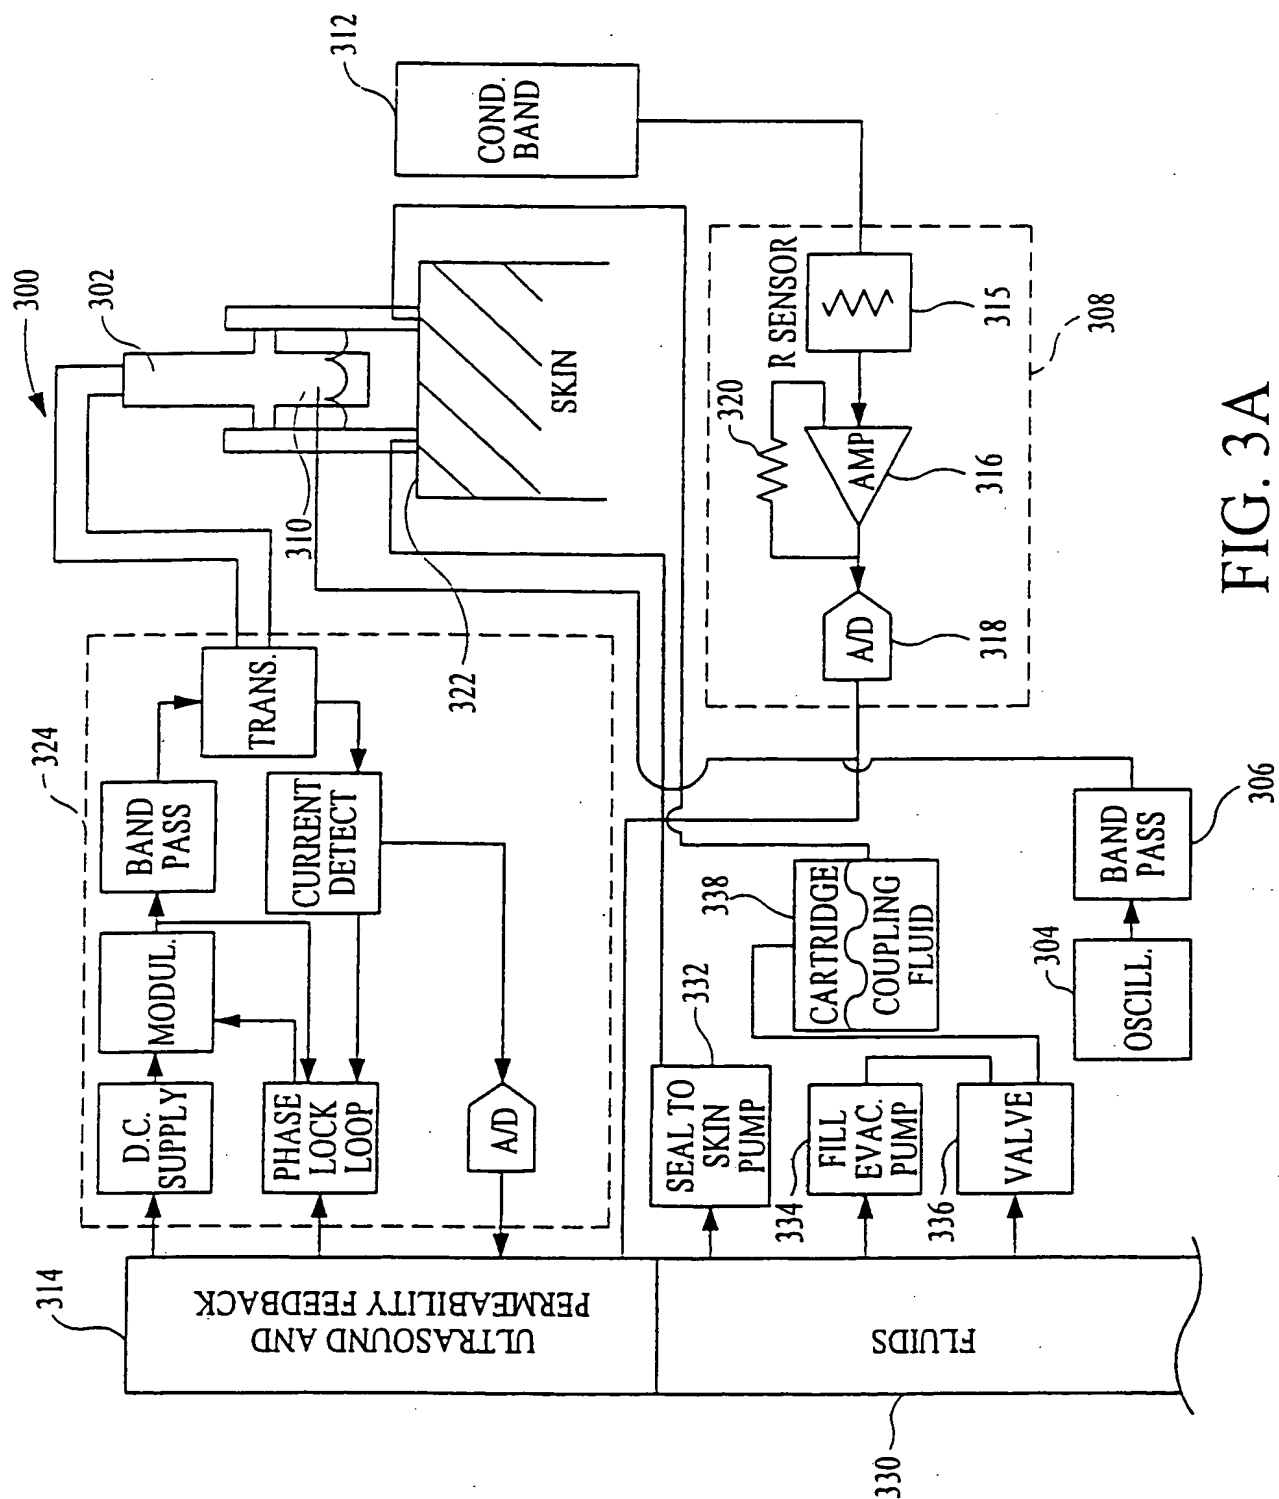 300
302
312
COND.
BAND
310
SKIN
322
324
TRANS.
BAND
PASS
CURRENT
DETECT
MODUL.
D.C.
SUPPLY
PHASE
LOCK
LOOP
A/D
314
ULTRASOUND AND
PERMEABILITY FEEDBACK
FLUIDS
330
R SENSOR
315
308
320
AMP
316
A/D
318
338
CARTRIDGE
COUPLING
FLUID
332
SEAL TO
SKIN
PUMP
334
FILL
EVAC.
PUMP
336
VALVE
304
OSCILL.
BAND
PASS
306
FIG. 3A